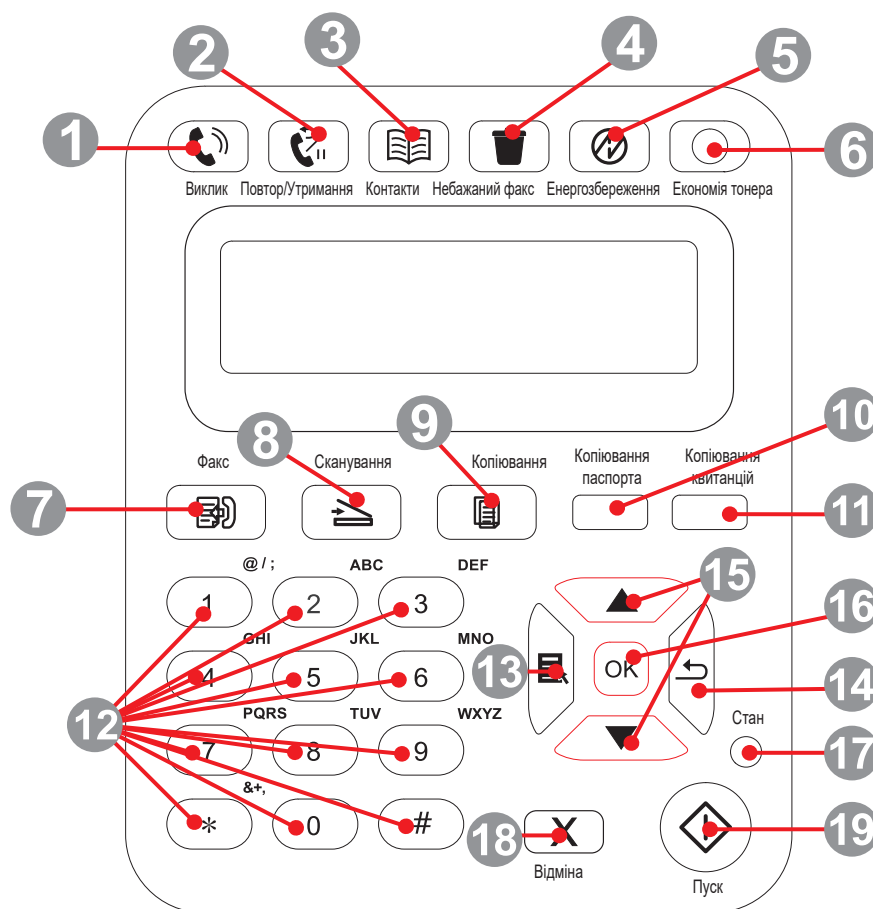 1 2 3 4 5 6
Виклик Повтор/Утримання Контакти Небажаний факс Енергозбереження Економія тонера
7 8 9 10 11
Факс Сканування Копіювання Копіювання Копіювання
паспорта квитанцій
@ / ; ABC DEF
1 2 3
GHI JKL MNO
4 5 6
PQRS TUV WXYZ
7 8 9
&+,
* 0 #
12
13 14 15 16
OK
Стан
17
18 X
Відміна
19
Пуск